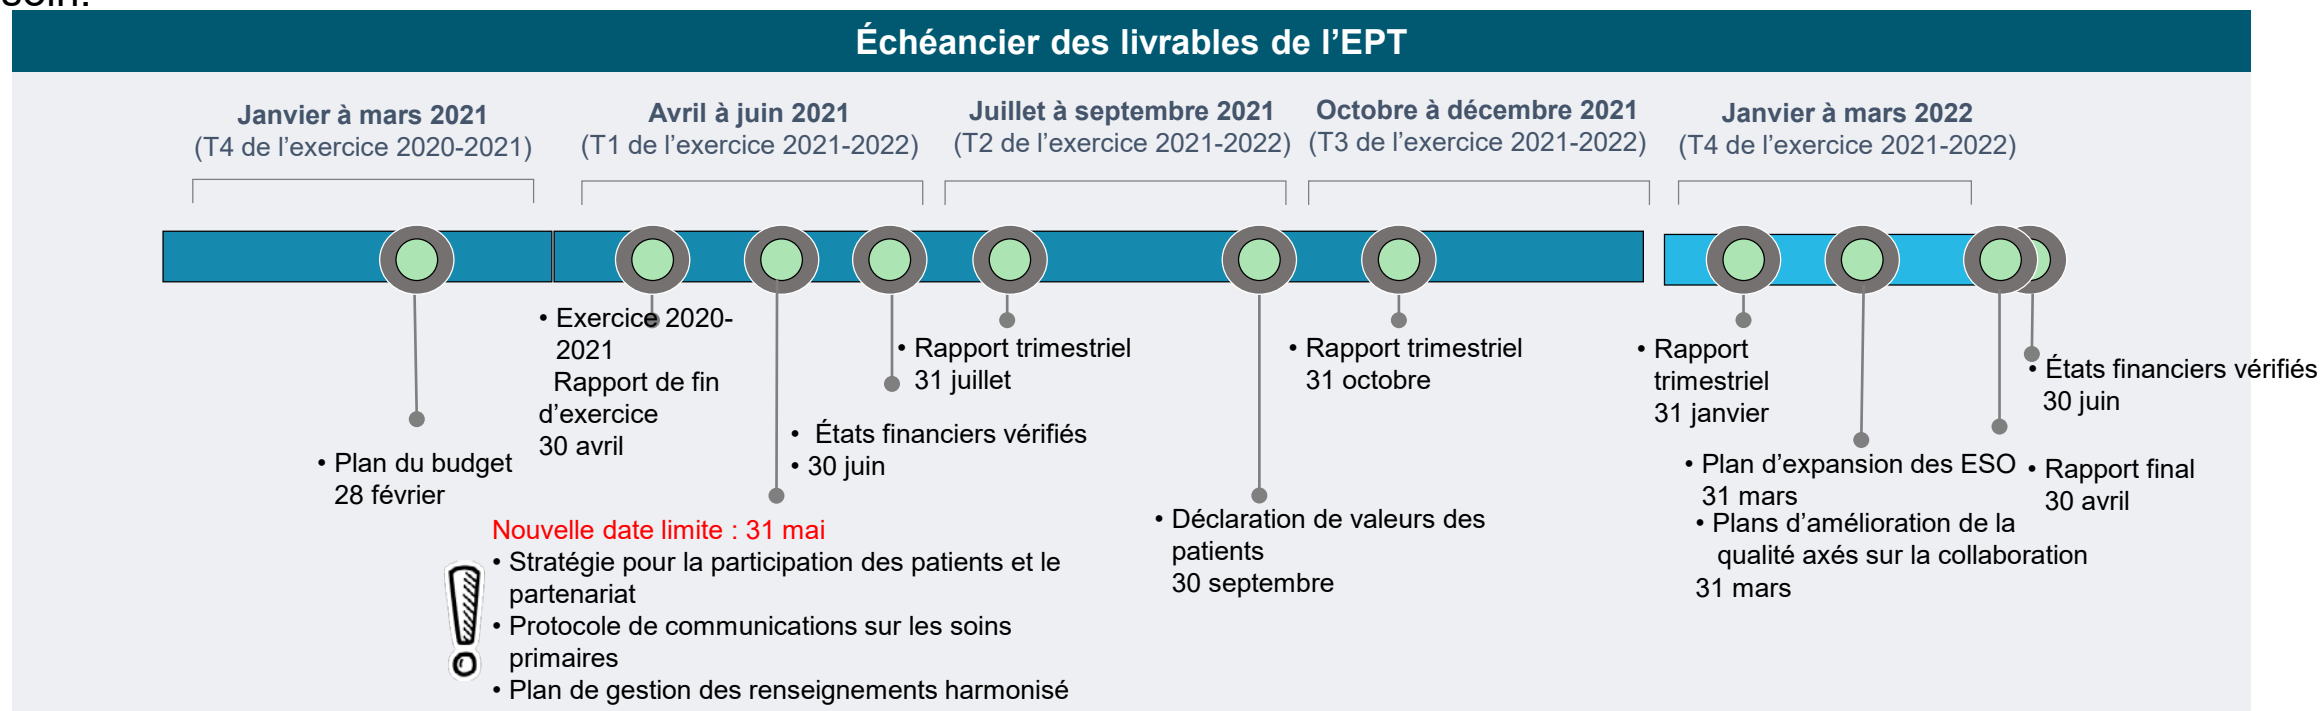 soin.
Échéancier des livrables de l’EPT
Janvier à mars 2021
(T4 de l’exercice 2020-2021)
Avril à juin 2021
(T1 de l’exercice 2021-2022)
Juillet à septembre 2021
(T2 de l’exercice 2021-2022)
Octobre à décembre 2021
(T3 de l’exercice 2021-2022)
Janvier à mars 2022
(T4 de l’exercice 2021-2022)
• Plan du budget
28 février
• Exercice 2020-
2021
Rapport de fin
d’exercice
30 avril
Nouvelle date limite : 31 mai
• Stratégie pour la participation des patients et le
partenariat
• Protocole de communications sur les soins
primaires
• Plan de gestion des renseignements harmonisé
• États financiers vérifiés
• 30 juin
• Rapport trimestriel
31 juillet
• Déclaration de valeurs des
patients
30 septembre
• Rapport trimestriel
31 octobre
• Rapport
trimestriel
31 janvier
• Plan d’expansion des ESO
31 mars
• Plans d’amélioration de la
qualité axés sur la collaboration
31 mars
• Rapport final
30 avril
• États financiers vérifiés
30 juin